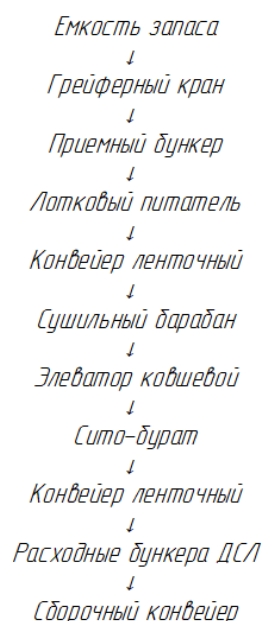 Емкость запаса
↓
Грейферный кран
↓
Приемный бункер
↓
Лотковый питатель
↓
Конвейер ленточный
↓
Сушильный барабан
↓
Элеватор ковшевой
↓
Сито-бурат
↓
Конвейер ленточный
↓
Расходные бункера ДСЛ
↓
Сборочный конвейер